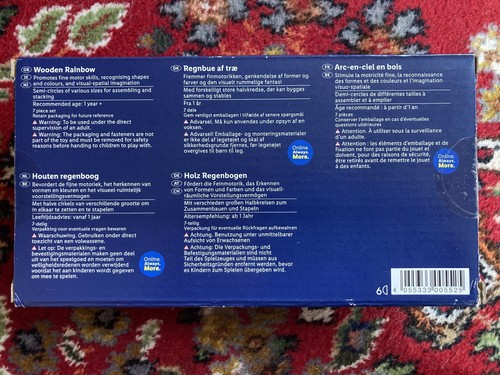 GB Wooden Rainbow
IE Promotes fine motor skills, recognising shapes
NI and colours, and visual-spatial imagination
Semi-circles of various sizes for assembling and
stacking
Recommended age: 1 year +
7 piece set
Retain packaging for future reference
Warning: To be used under the direct
supervision of an adult.
Warning: The packaging and fasteners are not
part of the toy and must be removed for safety
reasons before handing to children to play with.
DK Regnbue af træ
Fremmer finmotorikken, genkendelse af former og
farver og den visuelt rumlige forestillingsevne
Med forskelligt store halvkredse, der kan bygges
sammen og stables
Fra 1 år
7 dele
Gem venligst emballagen i tilfælde af senere spørgsmål
Advarsel. Må kun anvendes under opsyn af en
voksen.
Advarsel! Emballage- og monteringsmaterialer
er ikke del af legetøjet og skal af
sikkerhedsgrunde fjernes, før legetøjet
overgives til børn til leg.
Online.
Always.
More.
FR Arc-en-ciel en bois
BE Stimule la motricité fine, la reconnaissance
des formes et des couleurs et l'imagination
visuo-spatiale
Demi-cercles de différentes tailles à
assembler et à empiler
Âge recommandé : à partir d'1 an
7 pièces
Conserver l'emballage en cas d'éventuelles
questions ultérieures
Attention. À utiliser sous la surveillance
d'un adulte.
Attention : les éléments d'emballage et de
fixation ne font pas partie du jouet et
doivent, pour des raisons de sécurité,
être retirés avant de remettre le jouet
à des enfants.
Online.
Always.
More.
NL Houten regenboog
BE Bevordert de fijne motoriek, het herkennen van
vormen en kleuren en het visueel-ruimtelijk
voorstellingsvermogen
Met halve cirkels van verschillende grootte om
in elkaar te zetten en te stapelen
Leeftijdsadvies: vanaf 1 jaar
7-delig
Verpakking voor eventuele vragen bewaren
Waarschuwing. Gebruiken onder direct
toezicht van een volwassene.
Let op: De verpakkings- en
bevestigingsmaterialen maken geen deel
uit van het speelgoed en moeten om
veiligheidsredenen worden verwijderd
voordat het aan kinderen wordt gegeven
om mee te spelen.
Online.
Always.
More.
DE Holz Regenbogen
AT Fördert die Feinmotorik, das Erkennen
von Formen und Farben und das visuell-
räumliche Vorstellungsvermögen
Mit verschieden großen Halbkreisen zum
Zusammenbauen und Stapeln
Altersempfehlung: ab 1 Jahr
7-teilig
Verpackung für eventuelle Rückfragen aufbewahren
Achtung. Benutzung unter unmittelbarer
Aufsicht von Erwachsenen
Achtung: Die Verpackungs- und
Befestigungsmaterialien sind nicht
Teil des Spielzeuges und müssen aus
Sicherheitsgründen entfernt werden, bevor
es Kindern zum Spielen übergeben wird.
6
4 055333 005525